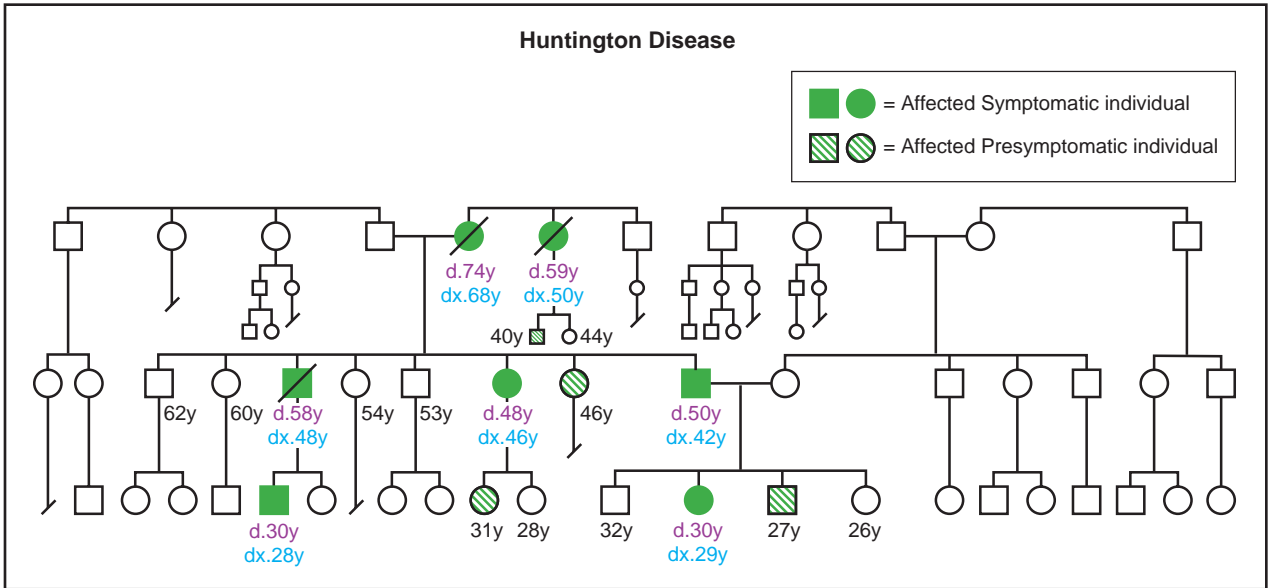 Huntington Disease
= Affected Symptomatic individual
= Affected Presymptomatic individual
d.74y
dx.68y
d.59y
dx.50y
40y
44y
62y
60y
d.58y
dx.48y
54y
53y
d.48y
dx.46y
46y
d.50y
dx.42y
d.30y
dx.28y
31y
28y
32y
d.30y
dx.29y
27y
26y